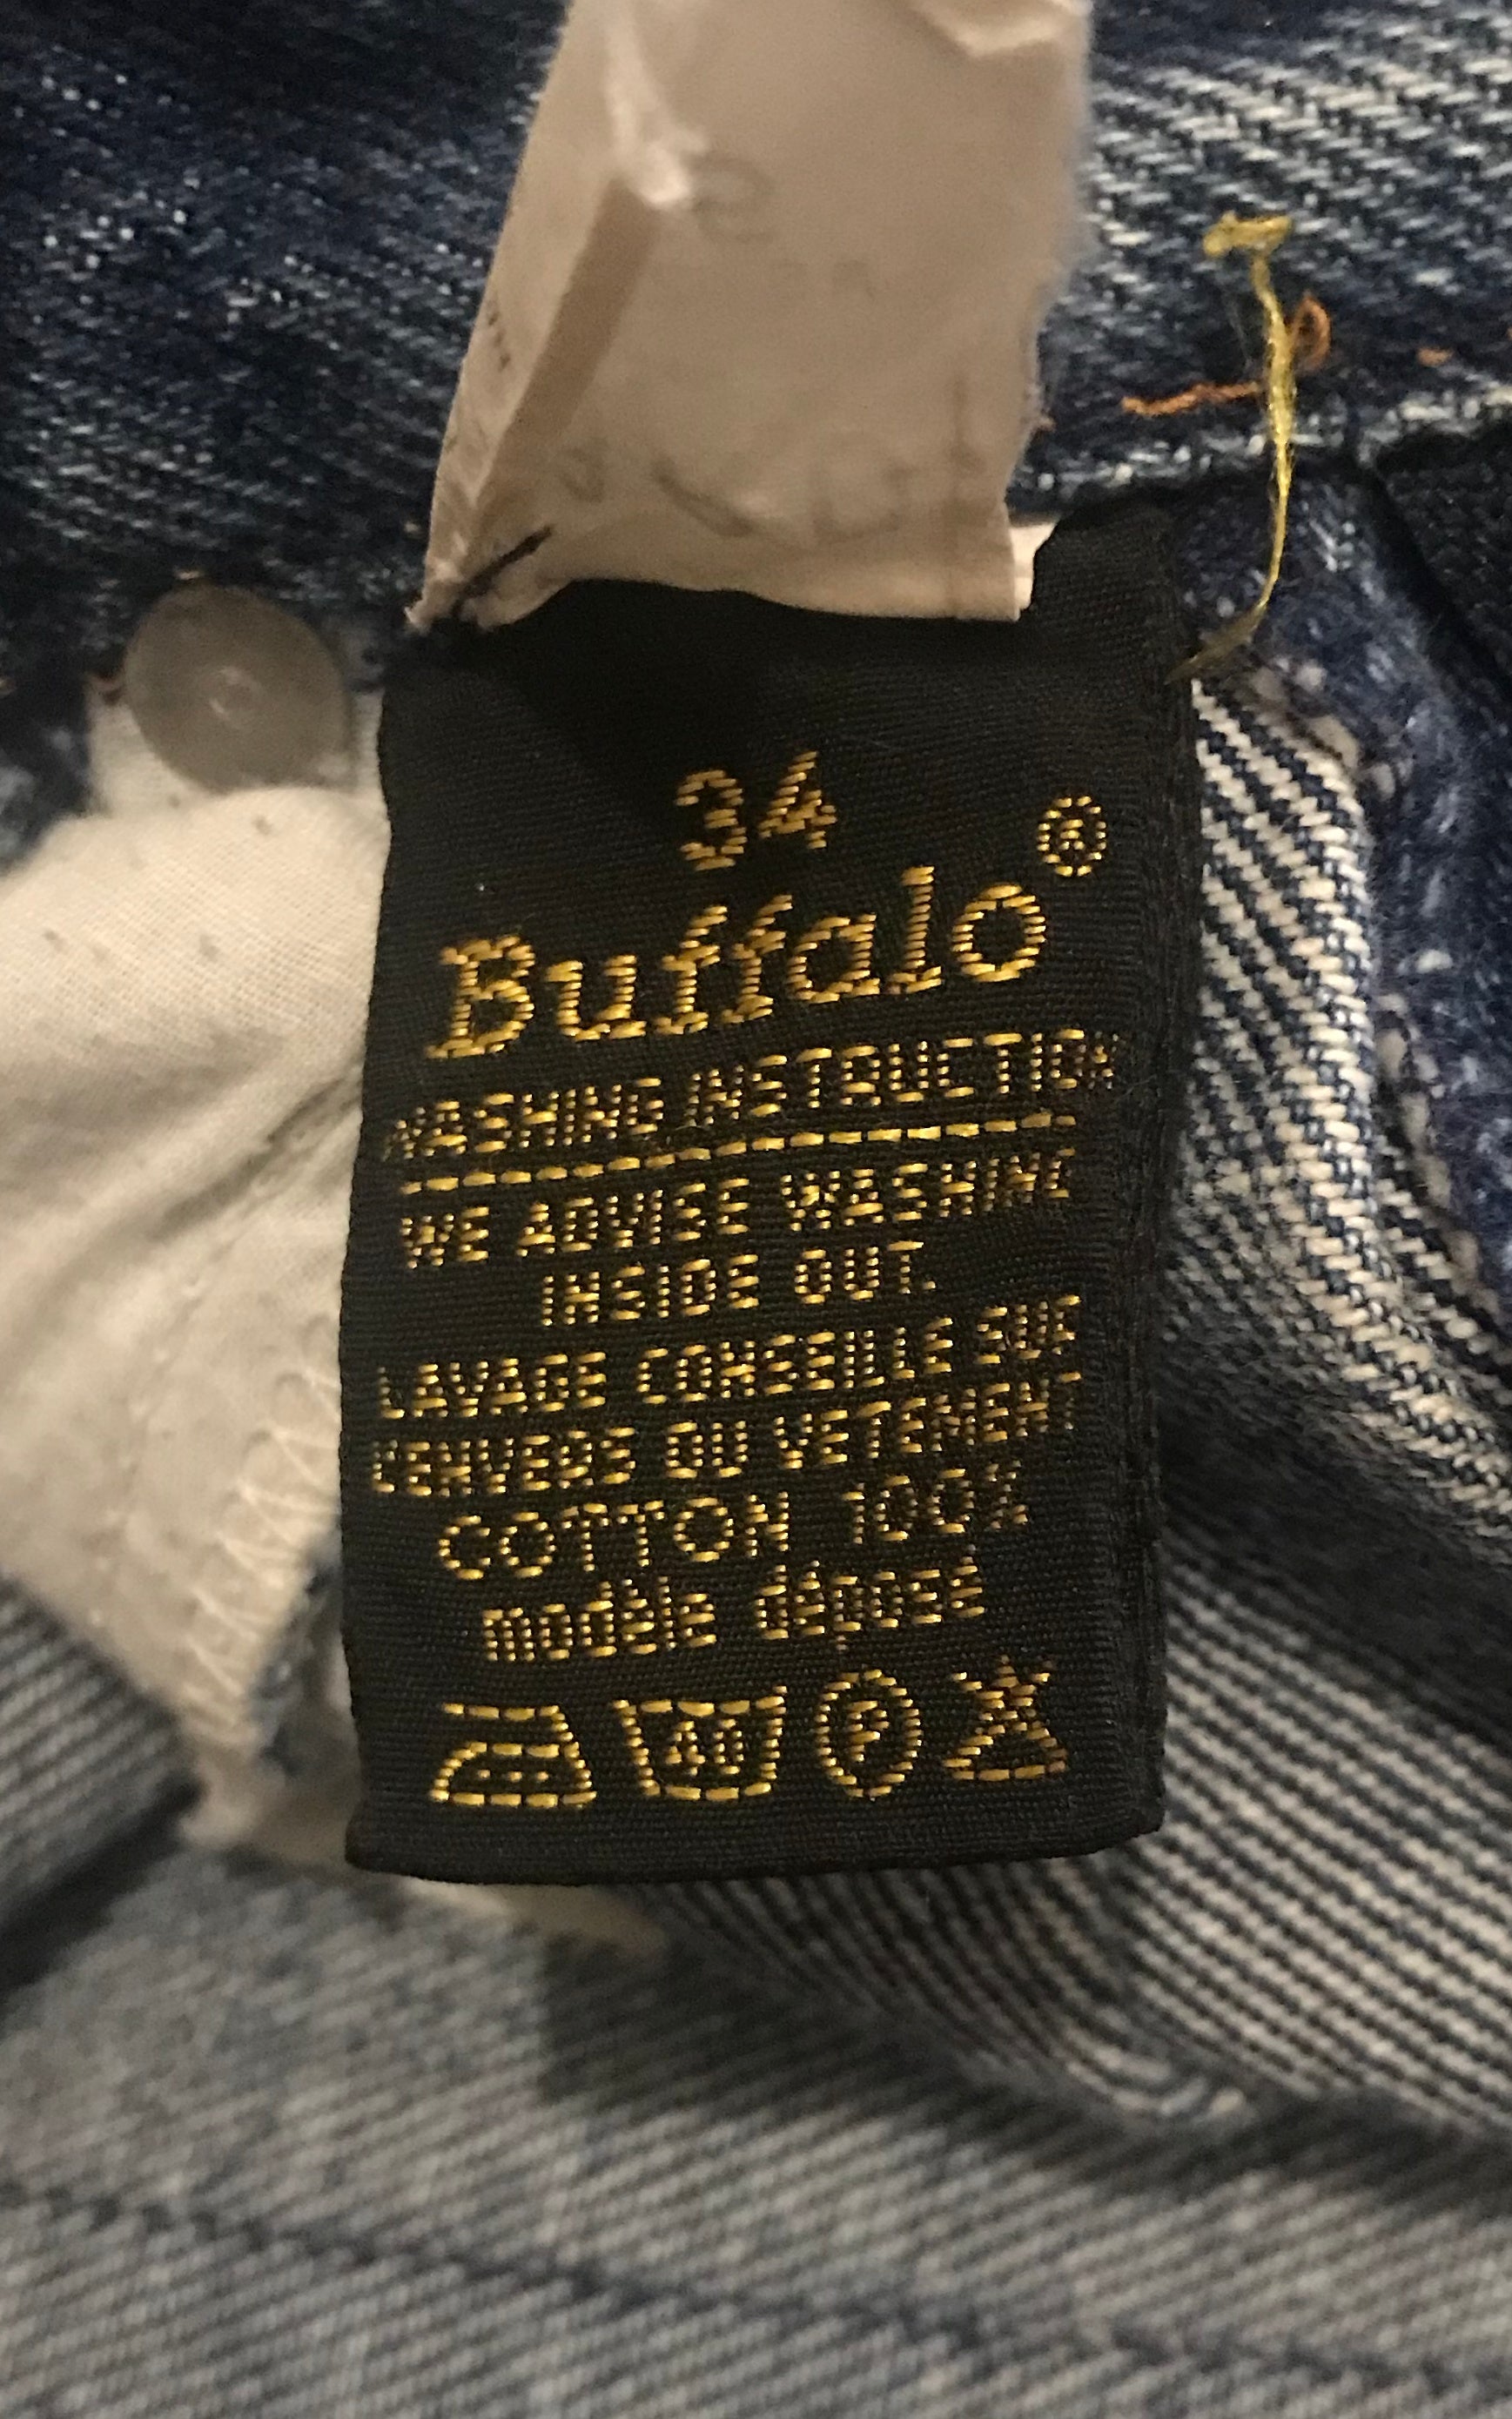 34
Buffalo®
WASHING INSTRUCTION
WE ADVISE WASHING
INSIDE OUT.
LAVAGE CONSEILLE SUR
L'ENVERS DU VETEMENT
COTTON 100%
modèle déposé
40 P